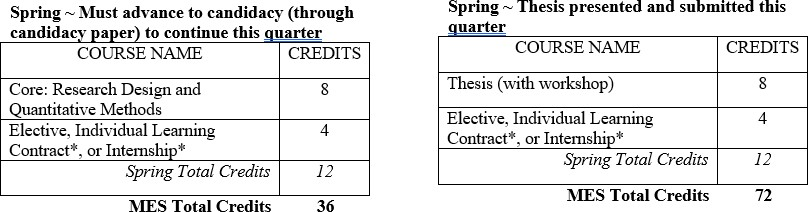 Spring ~ Must advance to candidacy (through
candidacy paper) to continue this quarter
COURSE NAME CREDITS
Core: Research Design and
Quantitative Methods 8
Elective, Individual Learning
Contract*, or Internship* 4
Spring Total Credits 12
MES Total Credits 36
Spring ~ Thesis presented and submitted this
quarter
COURSE NAME CREDITS
Thesis (with workshop) 8
Elective, Individual Learning
Contract*, or Internship* 4
Spring Total Credits 12
MES Total Credits 72